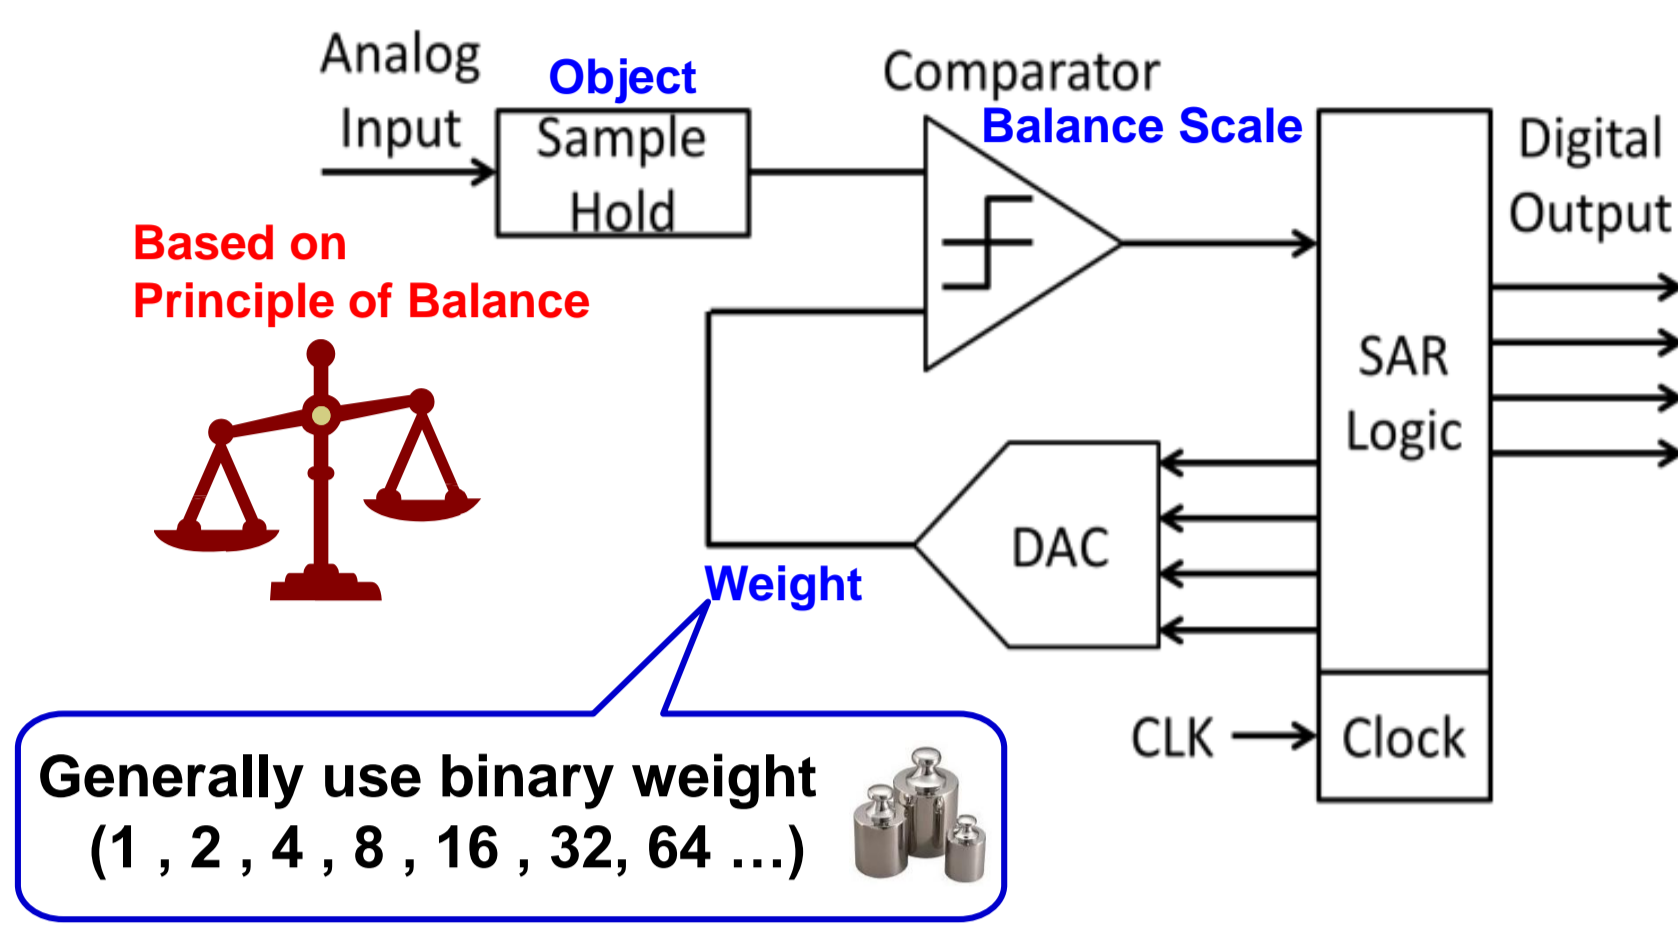 Analog
Input
Object
Sample
Hold
Comparator
Balance Scale
Digital
Output
Based on
Principle of Balance
SAR
Logic
DAC
Weight
CLK
Clock
Generally use binary weight
(1 , 2 , 4 , 8 , 16 , 32, 64 ...)